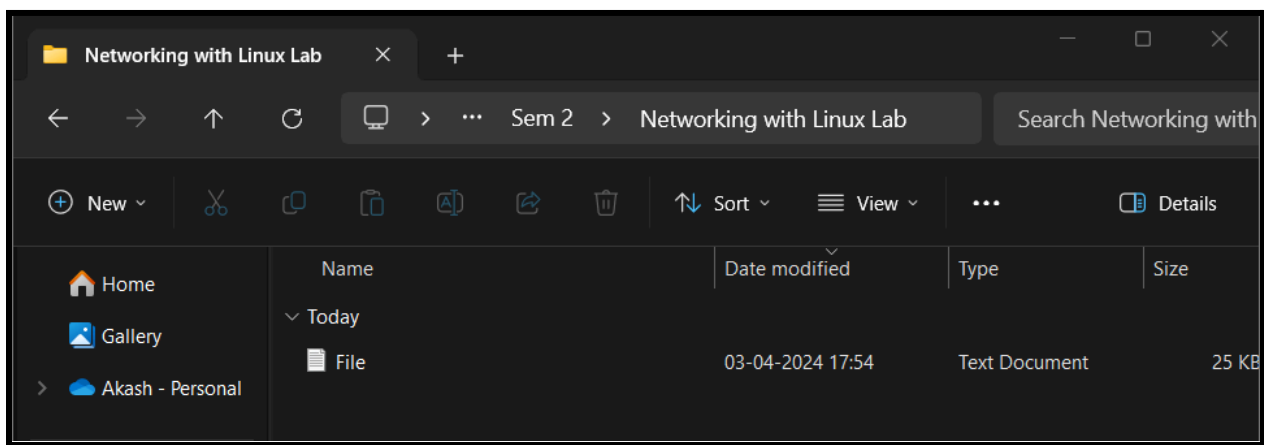 Networking with Linux Lab
Sem 2 Networking with Linux Lab Search Networking with
New Sort View Details
Name Date modified Type Size
Home
Today
Gallery
File 03-04-2024 17:54 Text Document 25 KB
Akash - Personal